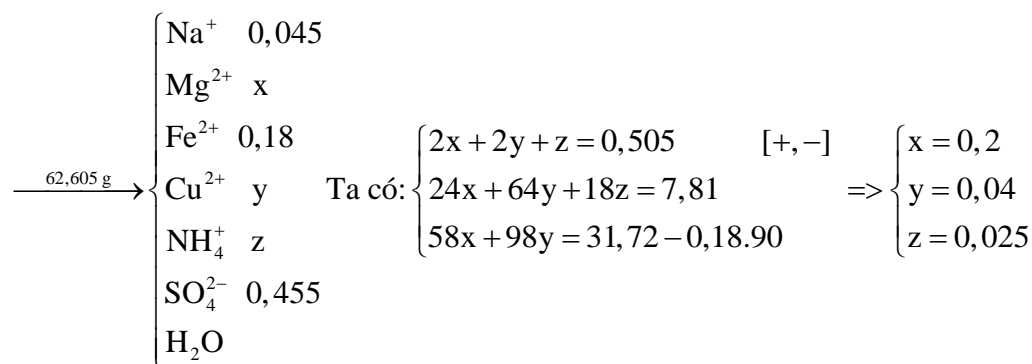 Na⁺ 0,045
Mg²⁺ x
Fe²⁺ 0,18
62,605 g
Cu²⁺ y
NH₄⁺ z
SO₄²⁻ 0,455
H₂O
Ta có:
2x + 2y + z = 0,505 [+,−]
24x + 64y + 18z = 7,81
58x + 98y = 31,72 − 0,18.90
=>
x = 0,2
y = 0,04
z = 0,025